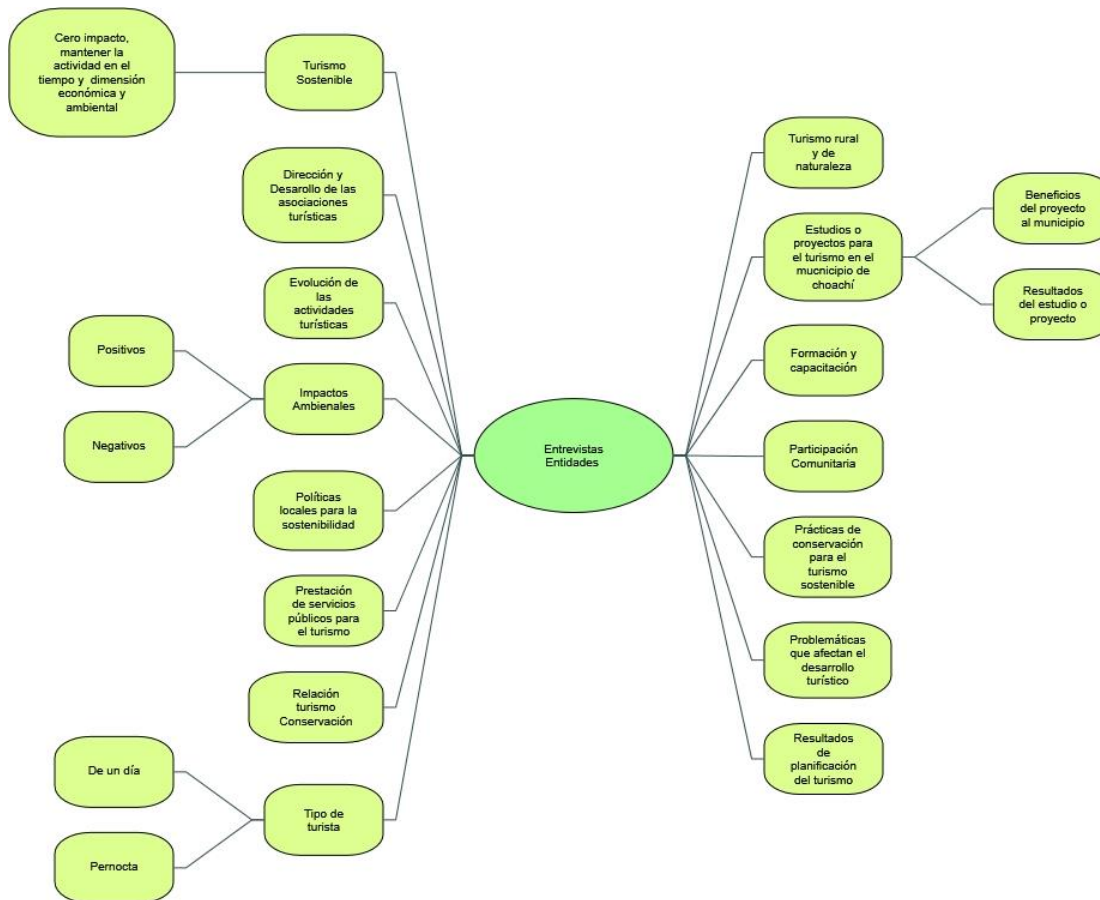 Cero impacto,
mantener la
actividad en el
tiempo y dimensión
económica y
ambiental
Turismo
Sostenible
Dirección y
Desarollo de las
asociaciones
turísticas
Evolución de
las
actividades
turísticas
Positivos
Negativos
Impactos
Ambienales
Políticas
locales para la
sostenibilidad
Prestación
de servicios
públicos para
el turismo
Relación
turismo
Conservación
De un día
Pernocta
Tipo de
turista
Entrevistas
Entidades
Turismo rural
y de
naturaleza
Estudios o
proyectos para
el turismo en el
mucnicipio de
choachí
Beneficios
del proyecto
al municipio
Resultados
del estudio o
proyecto
Formación y
capacitación
Participación
Comunitaria
Prácticas de
conservación
para el
turismo
sostenible
Problemáticas
que afectan el
desarrollo
turístico
Resultados
de
planificación
del turismo